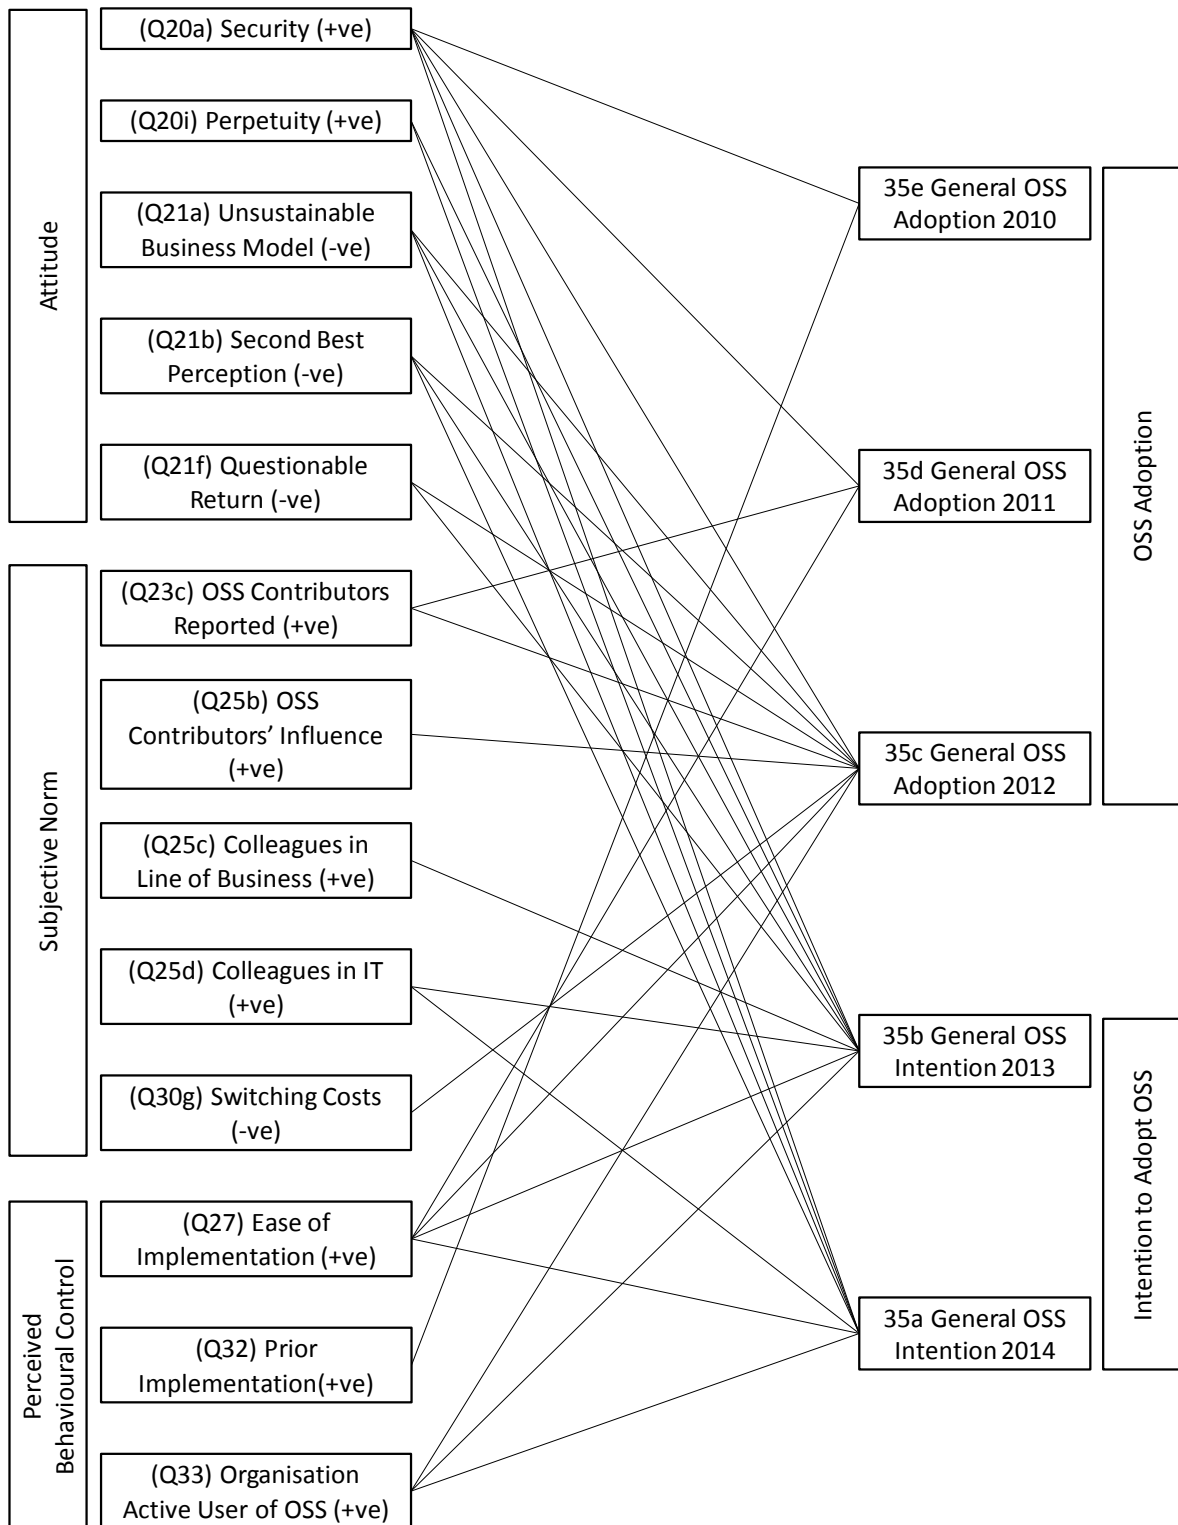 Attitude
(Q20a) Security (+ve)
(Q20i) Perpetuity (+ve)
(Q21a) Unsustainable
Business Model (-ve)
(Q21b) Second Best
Perception (-ve)
(Q21f) Questionable
Return (-ve)
Subjective Norm
(Q23c) OSS Contributors
Reported (+ve)
(Q25b) OSS
Contributors’ Influence
(+ve)
(Q25c) Colleagues in
Line of Business (+ve)
(Q25d) Colleagues in IT
(+ve)
(Q30g) Switching Costs
(-ve)
Perceived
Behavioural Control
(Q27) Ease of
Implementation (+ve)
(Q32) Prior
Implementation(+ve)
(Q33) Organisation
Active User of OSS (+ve)
35e General OSS
Adoption 2010
35d General OSS
Adoption 2011
35c General OSS
Adoption 2012
35b General OSS
Intention 2013
35a General OSS
Intention 2014
OSS Adoption
Intention to Adopt OSS